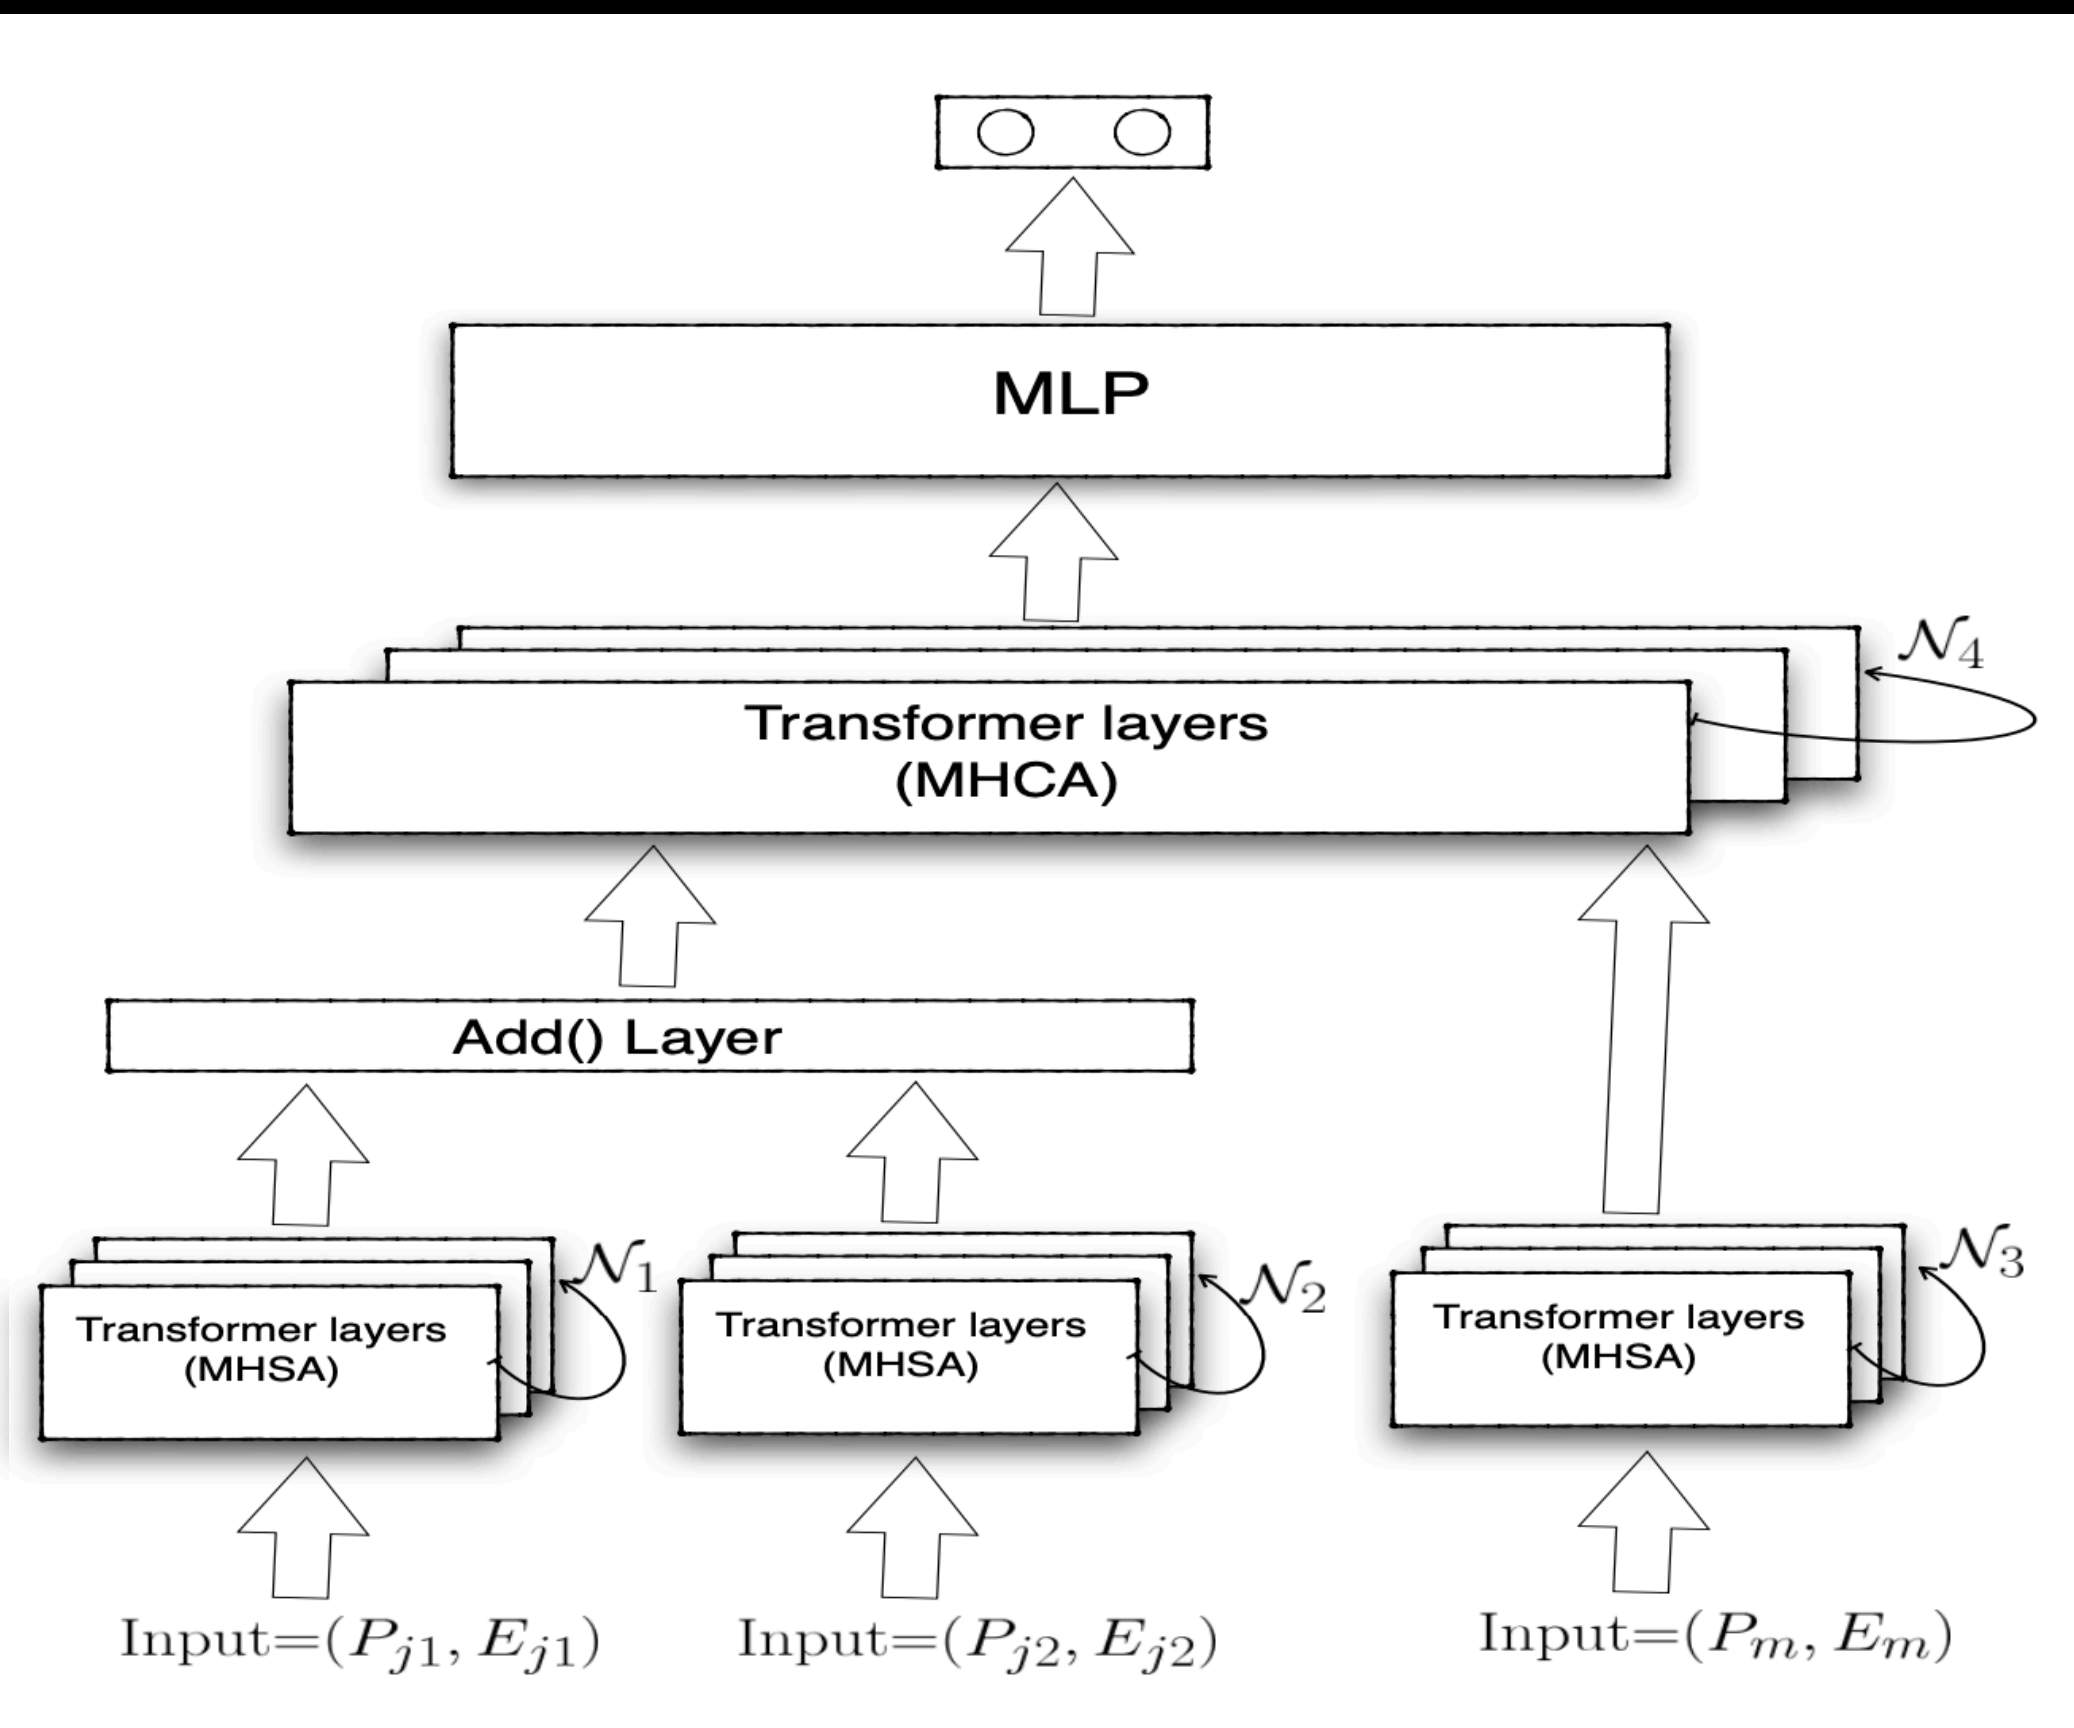 MLP
𝒩4
Transformer layers
(MHCA)
Add() Layer
𝒩1
Transformer layers
(MHSA)
𝒩2
Transformer layers
(MHSA)
𝒩3
Transformer layers
(MHSA)
Input=(Pj1, Ej1)
Input=(Pj2, Ej2)
Input=(Pm, Em)